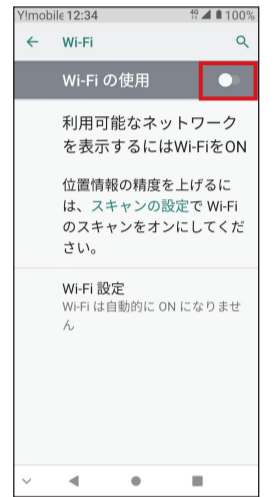 Y!mobile 12:34 4G 100%
Wi-Fi
Wi-Fi の使用
利用可能なネットワーク
を表示するにはWi-FiをON
位置情報の精度を上げるに
は、スキャンの設定で Wi-Fi
のスキャンをオンにしてくだ
さい。
Wi-Fi 設定
Wi-Fi は自動的に ON になりませ
ん